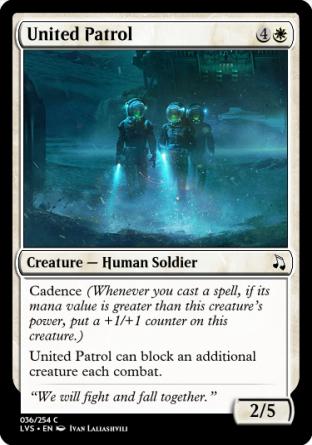 United Patrol 4
Creature — Human Soldier
Cadence (Whenever you cast a spell, if its
mana value is greater than this creature's
power, put a +1/+1 counter on this
creature.)
United Patrol can block an additional
creature each combat.
"We will fight and fall together."
2/5
036/254 C
LVS • EN Ivan Laliashvili